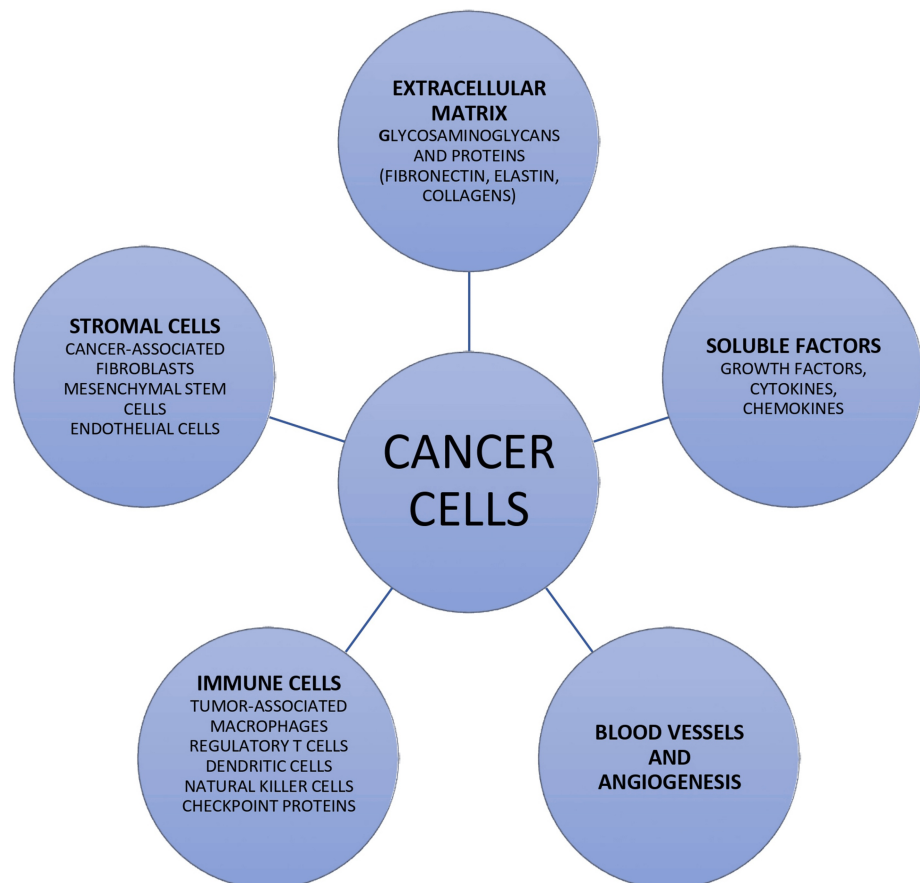 EXTRACELLULAR
MATRIX
GLYCOSAMINOGLYCANS
AND PROTEINS
(FIBRONECTIN, ELASTIN,
COLLAGENS)
STROMAL CELLS
CANCER-ASSOCIATED
FIBROBLASTS
MESENCHYMAL STEM
CELLS
ENDOTHELIAL CELLS
SOLUBLE FACTORS
GROWTH FACTORS,
CYTOKINES,
CHEMOKINES
CANCER
CELLS
IMMUNE CELLS
TUMOR-ASSOCIATED
MACROPHAGES
REGULATORY T CELLS
DENDRITIC CELLS
NATURAL KILLER CELLS
CHECKPOINT PROTEINS
BLOOD VESSELS
AND
ANGIOGENESIS